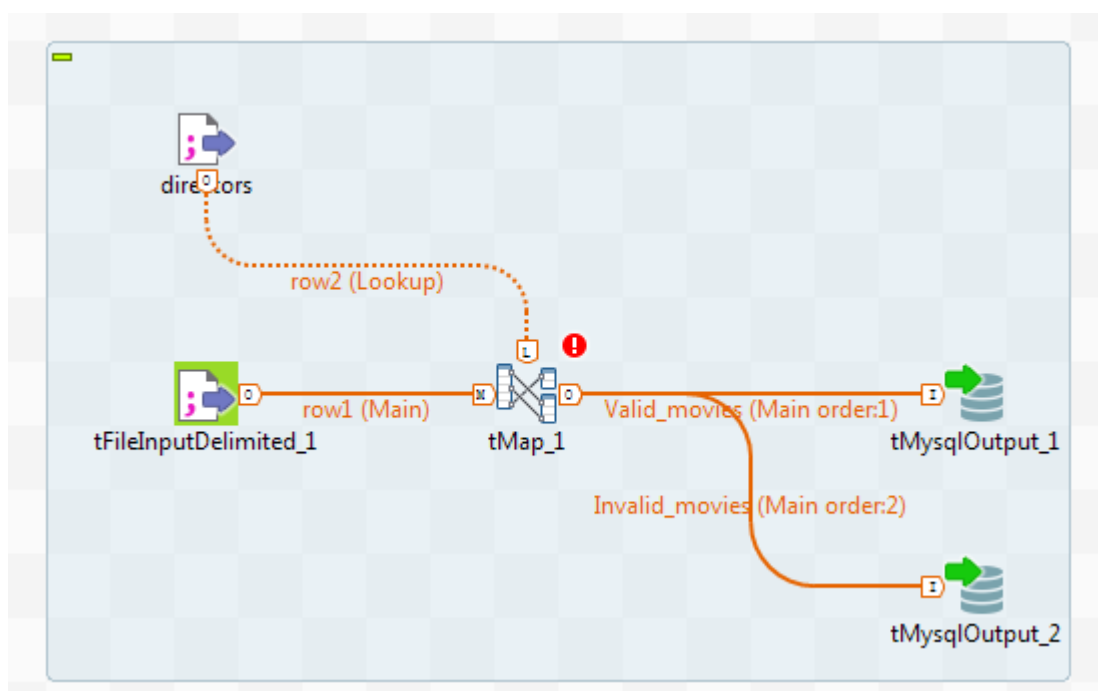 directors
O
row2 (Lookup)
L
O
row1 (Main)
M
O
Valid_movies (Main order:1)
I
tFileInputDelimited_1
tMap_1
tMysqlOutput_1
Invalid_movies (Main order:2)
I
tMysqlOutput_2